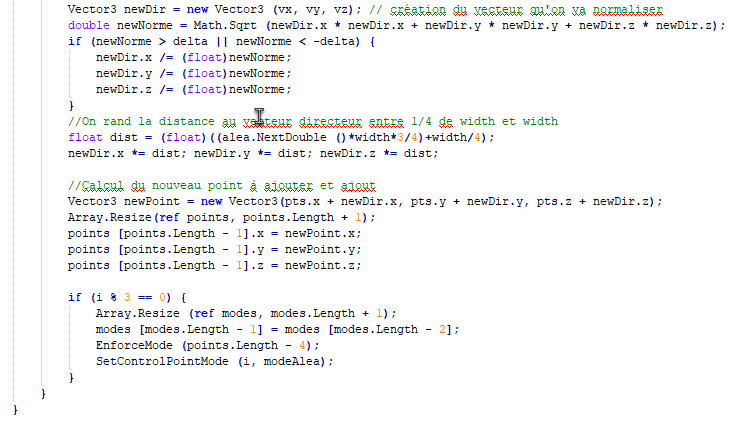 Vector3 newDir = new Vector3 (vx, vy, vz); // création du vecteur qu'on va normaliser
double newNorme = Math.Sqrt (newDir.x * newDir.x + newDir.y * newDir.y + newDir.z * newDir.z);
if (newNorme > delta || newNorme < -delta) {
newDir.x /= (float)newNorme;
newDir.y /= (float)newNorme;
newDir.z /= (float)newNorme;
}
//On rand la distance au vecteur directeur entre 1/4 de width et width
float dist = (float)((alea.NextDouble ()*width*3/4)+width/4);
newDir.x *= dist; newDir.y *= dist; newDir.z *= dist;
//Calcul du nouveau point à ajouter et ajout
Vector3 newPoint = new Vector3(pts.x + newDir.x, pts.y + newDir.y, pts.z + newDir.z);
Array.Resize(ref points, points.Length + 1);
points [points.Length - 1].x = newPoint.x;
points [points.Length - 1].y = newPoint.y;
points [points.Length - 1].z = newPoint.z;
if (i % 3 == 0) {
Array.Resize (ref modes, modes.Length + 1);
modes [modes.Length - 1] = modes [modes.Length - 2];
EnforceMode (points.Length - 4);
SetControlPointMode (i, modeAlea);
}
}
}